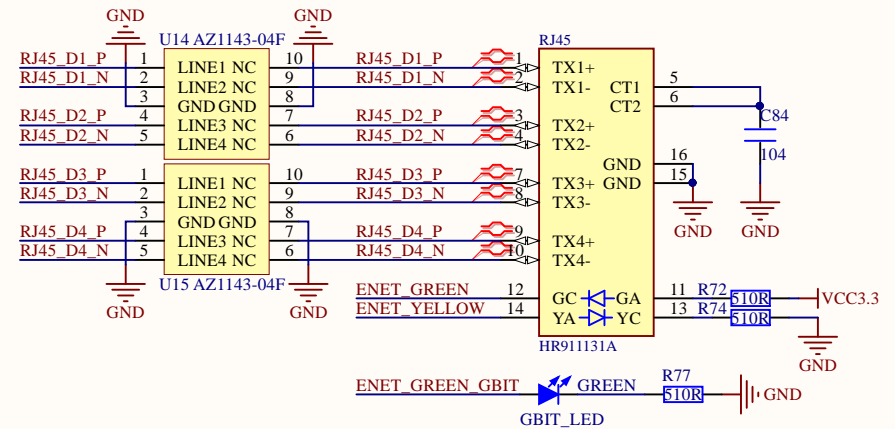 GND GND
U14 AZ1143-04F RJ45
RJ45_D1_P 1 LINE1 NC 10 RJ45_D1_P 1 TX1+
RJ45_D1_N 2 LINE2 NC 9 RJ45_D1_N 2 TX1- CT1 5
3 GND GND 8 CT2 6 C84
RJ45_D2_P 4 LINE3 NC 7 RJ45_D2_P 3 TX2+
RJ45_D2_N 5 LINE4 NC 6 RJ45_D2_N 4 TX2- 104
GND 16
RJ45_D3_P 1 LINE1 NC 10 RJ45_D3_P 7 TX3+ GND 15
RJ45_D3_N 2 LINE2 NC 9 RJ45_D3_N 8 TX3-
3 GND GND 8 GND GND
RJ45_D4_P 4 LINE3 NC 7 RJ45_D4_P 9 TX4+
RJ45_D4_N 5 LINE4 NC 6 RJ45_D4_N 10 TX4-
U15 AZ1143-04F
ENET_GREEN 12 GC GA 11 R72 510R VCC3.3
GND GND
ENET_YELLOW 14 YA YC 13 R74 510R
HR911131A
GND
R77
ENET_GREEN_GBIT GREEN 510R GND
GBIT_LED